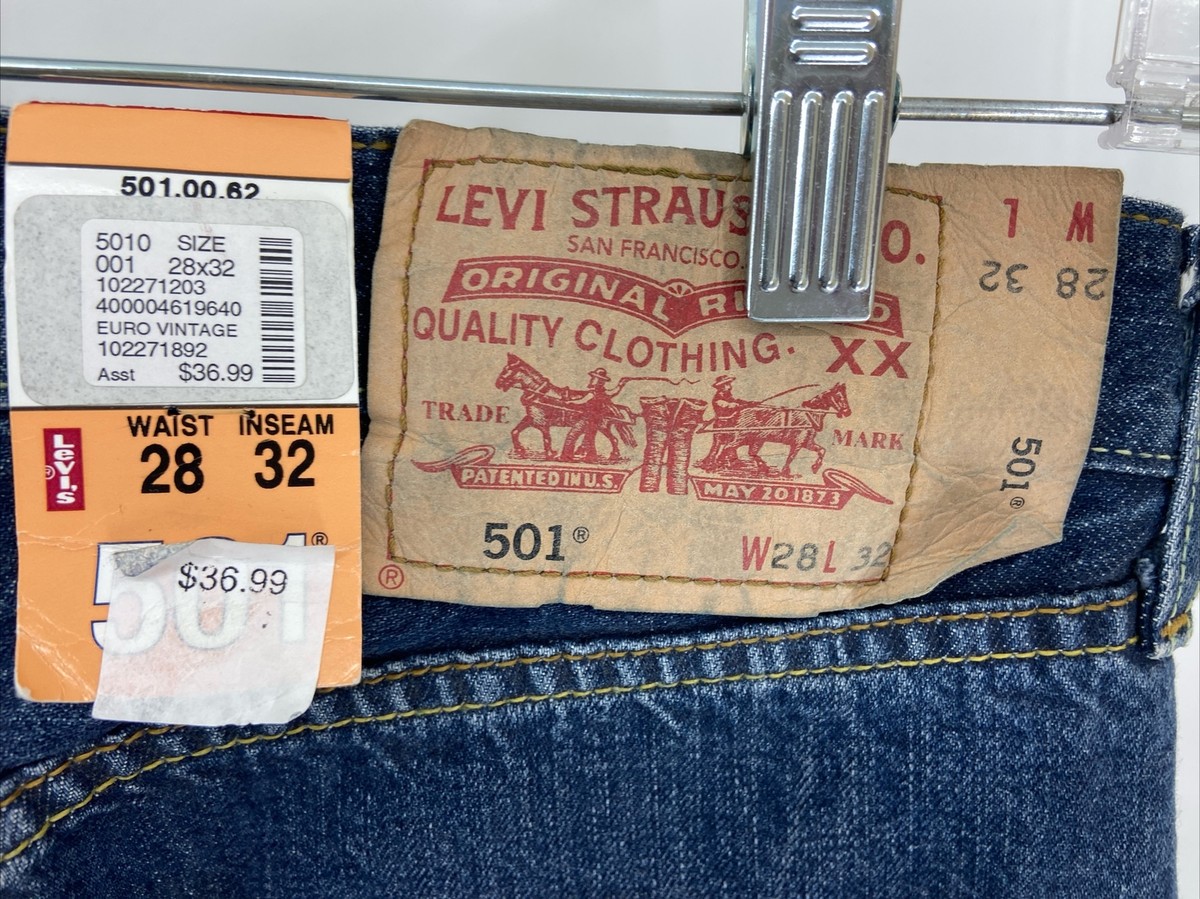 501.00.62
5010 SIZE
001 28x32
102271203
400004619640
EURO VINTAGE
102271892
Asst $36.99
WAIST INSEAM
28 32
Levi's ®
501®
$36.99
LEVI STRAUS O.
SAN FRANCISCO.
ORIGINAL
QUALITY CLOTHING.
XX
TRADE MARK
PATENTED IN U.S. MAY 20 1873
501®
W28L 32
®
W L
28 32
501®